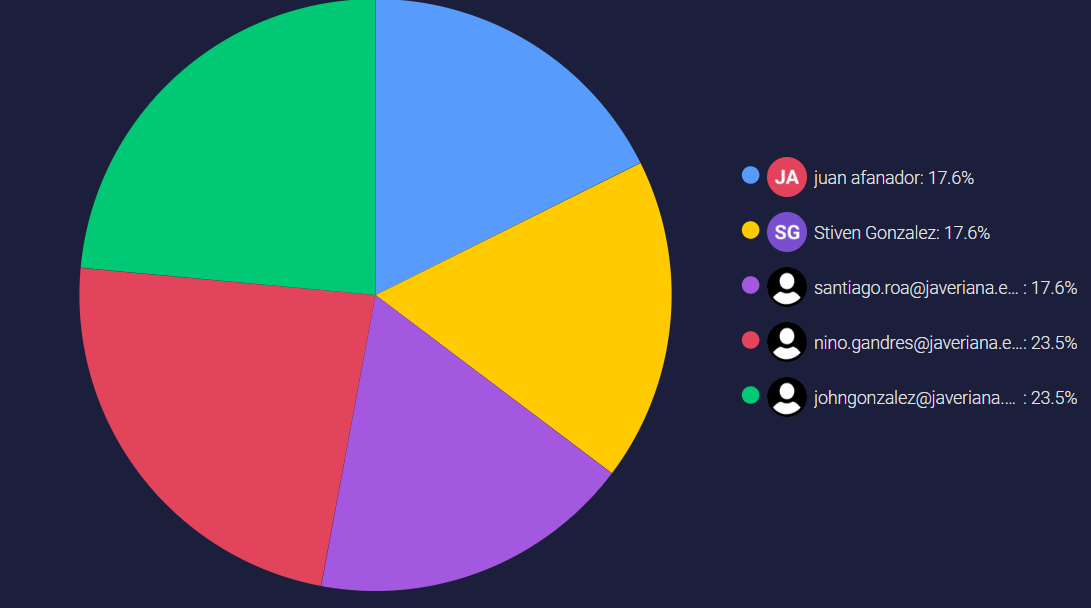 JA juan afanador: 17.6%
SG Stiven Gonzalez: 17.6%
santiago.roa@javeriana.e... : 17.6%
nino.gandres@javeriana.e...: 23.5%
johngonzalez@javeriana.... : 23.5%